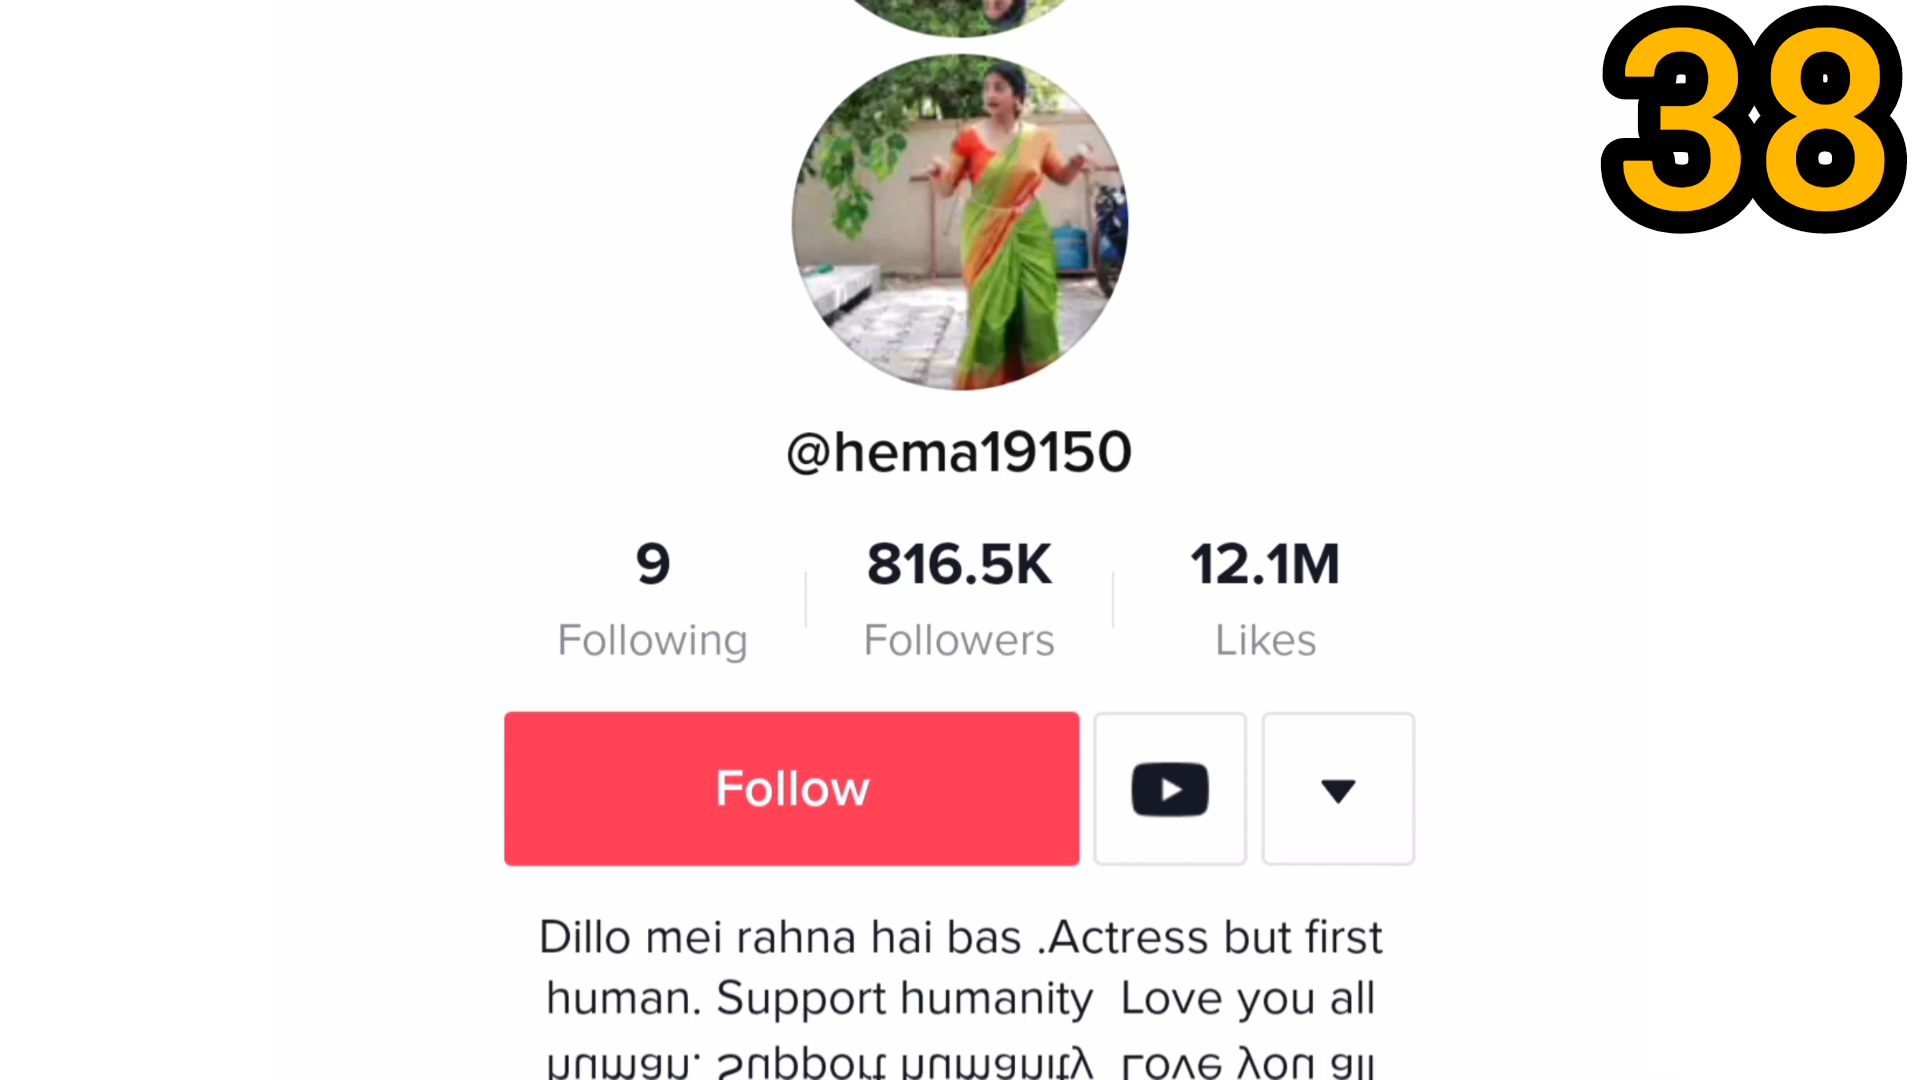 38
@hema19150
9 816.5K 12.1M
Following Followers Likes
Follow
Dillo mei rahna hai bas .Actress but first
human. Support humanity Love you all